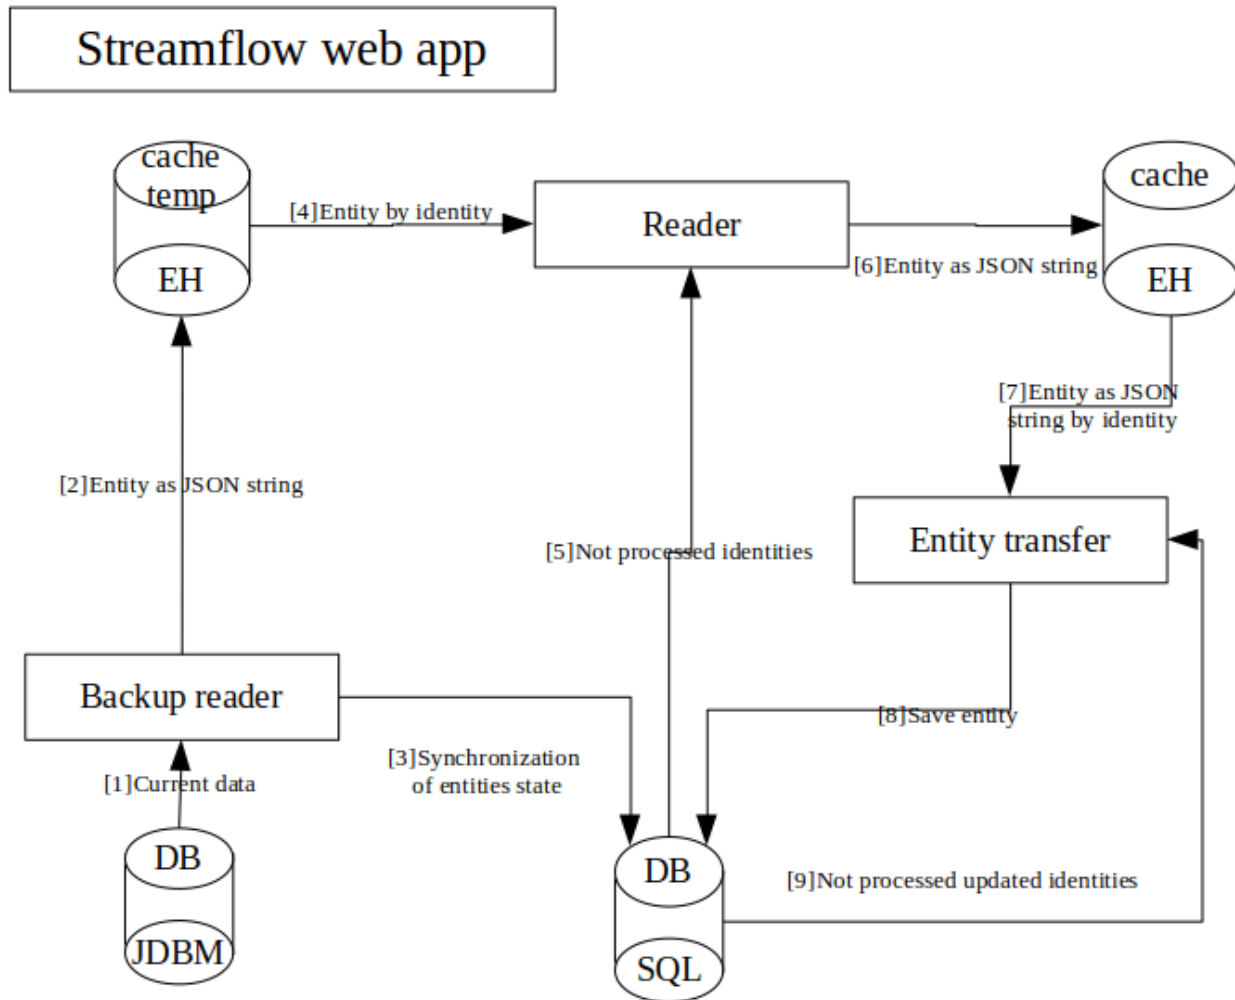 Streamflow web app
cache
temp
EH
[4]Entity by identity
Reader
[6]Entity as JSON string
cache
EH
[7]Entity as JSON
string by identity
[2]Entity as JSON string
[5]Not processed identities
Entity transfer
Backup reader
[8]Save entity
[3]Synchronization
of entities state
[1]Current data
DB
JDBM
DB
SQL
[9]Not processed updated identities